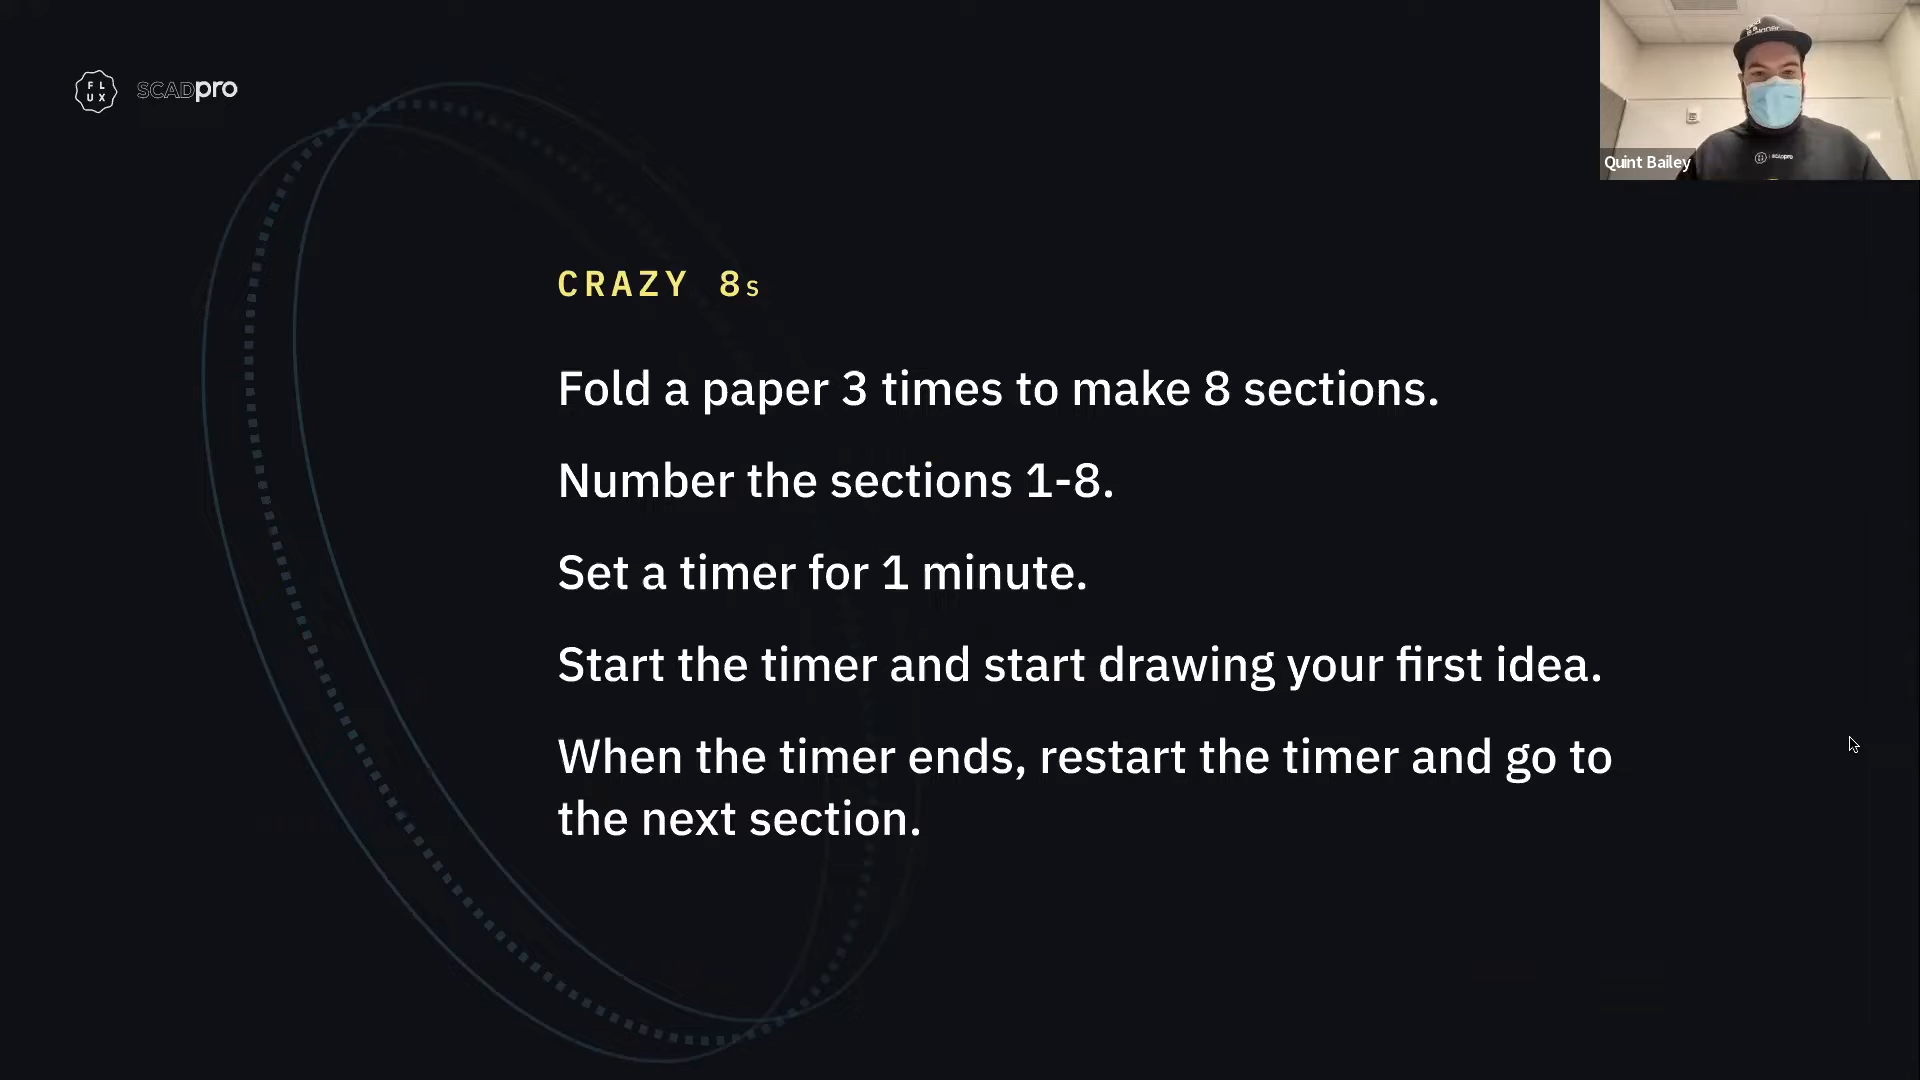 FL
UX
SCADpro
Quint Bailey
CRAZY 8s
Fold a paper 3 times to make 8 sections.
Number the sections 1-8.
Set a timer for 1 minute.
Start the timer and start drawing your first idea.
When the timer ends, restart the timer and go to
the next section.